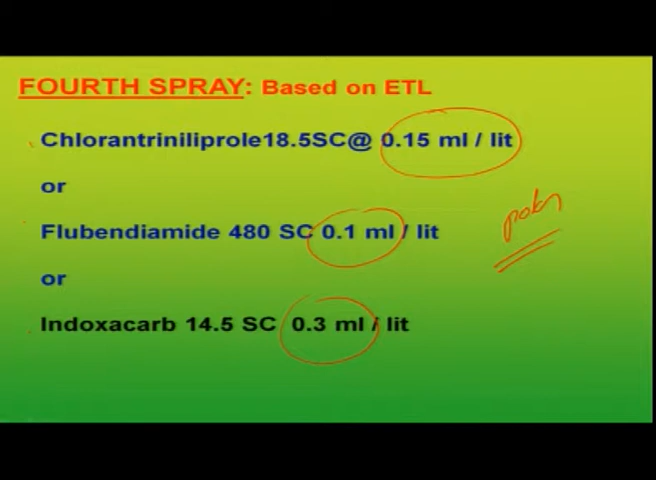 FOURTH SPRAY: Based on ETL
Chlorantriniliprole18.5SC@ 0.15 ml / lit
or
Flubendiamide 480 SC 0.1 ml / lit
or
Indoxacarb 14.5 SC 0.3 ml / lit